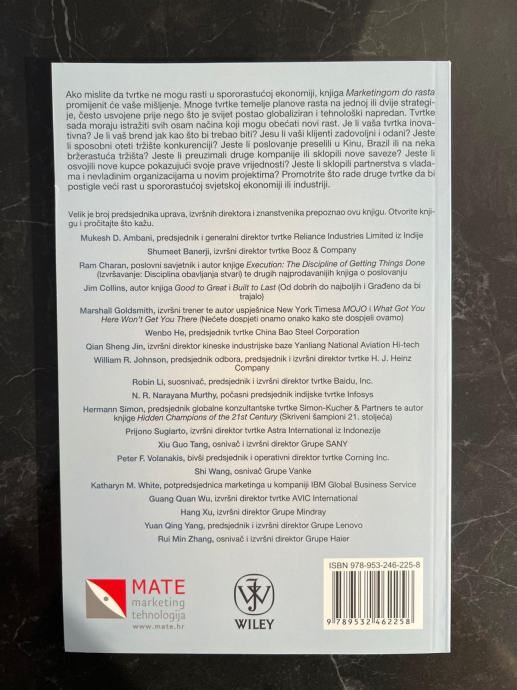 Ako mislite da tvrtke ne mogu rasti u spororastućoj ekonomiji, knjiga Marketingom do rasta
promijenit će vaše mišljenje. Mnoge tvrtke temelje planove rasta na jednoj ili dvije strategi-
je, često usvojene prije nego što je svijet postao globaliziran i tehnološki napredan. Tvrtke
sada moraju istražiti svih osam načina koji mogu obećati novi rast. Je li vaša tvrtka inova-
tivna? Je li vaš brend jak kao što bi trebao biti? Jesu li vaši klijenti zadovoljni i odani? Jeste
li sposobni oteti tržište konkurenciji? Jeste li poslovanje preselili u Kinu, Brazil ili na neka
bržerastuća tržišta? Jeste li preuzimali druge kompanije ili sklopili nove saveze? Jeste li
osvojili nove kupce pokazujući svoje prave vrijednosti? Jeste li sklopili partnerstva s vlada-
ma i nevladinim organizacijama u novim projektima? Promotrite što rade druge tvrtke da bi
postigle veći rast u spororastućoj svjetskoj ekonomiji ili industriji.
Velik je broj predsjednika uprava, izvršnih direktora i znanstvenika prepoznao ovu knjigu. Otvorite knji-
gu i pročitajte što kažu.
Mukesh D. Ambani, predsjednik i generalni direktor tvrtke Reliance Industries Limited iz Indije
Shumeet Banerji, izvršni direktor tvrtke Booz & Company
Ram Charan, poslovni savjetnik i autor knjige Execution: The Discipline of Getting Things Done
(Izvršavanje: Disciplina obavljanja stvari) te drugih najprodavanijih knjiga o poslovanju
Jim Collins, autor knjiga Good to Great i Built to Last (Od dobrih do najboljih i Građeno da bi
trajalo)
Marshall Goldsmith, izvršni trener te autor uspješnice New York Timesa MOJO i What Got You
Here Won't Get You There (Nećete dospjeti onamo onako kako ste dospjeli ovamo)
Wenbo He, predsjednik tvrtke China Bao Steel Corporation
Qian Sheng Jin, izvršni direktor kineske industrijske baze Yanliang National Aviation Hi-tech
William R. Johnson, predsjednik odbora, predsjednik i izvršni direktor tvrtke H. J. Heinz
Company
Robin Li, suosnivač, predsjednik i izvršni direktor tvrtke Baidu, Inc.
N. R. Narayana Murthy, počasni predsjednik indijske tvrtke Infosys
Hermann Simon, predsjednik globalne konzultantske tvrtke Simon-Kucher & Partners te autor
knjige Hidden Champions of the 21st Century (Skriveni šampioni 21. stoljeća)
Prijono Sugiarto, izvršni direktor tvrtke Astra International iz Indonezije
Xiu Guo Tang, osnivač i izvršni direktor Grupe SANY
Peter F. Volanakis, bivši predsjednik i operativni direktor tvrtke Corning Inc.
Shi Wang, osnivač Grupe Vanke
Katharyn M. White, potpredsjednica marketinga u kompaniji IBM Global Business Service
Guang Quan Wu, izvršni direktor tvrtke AVIC International
Hang Xu, izvršni direktor Grupe Mindray
Yuan Qing Yang, predsjednik i izvršni direktor Grupe Lenovo
Rui Min Zhang, osnivač i izvršni direktor Grupe Haier
MATE
marketing
tehnologija
www.mate.hr
WILEY
ISBN 978-953-246-225-8
9 789532 462258